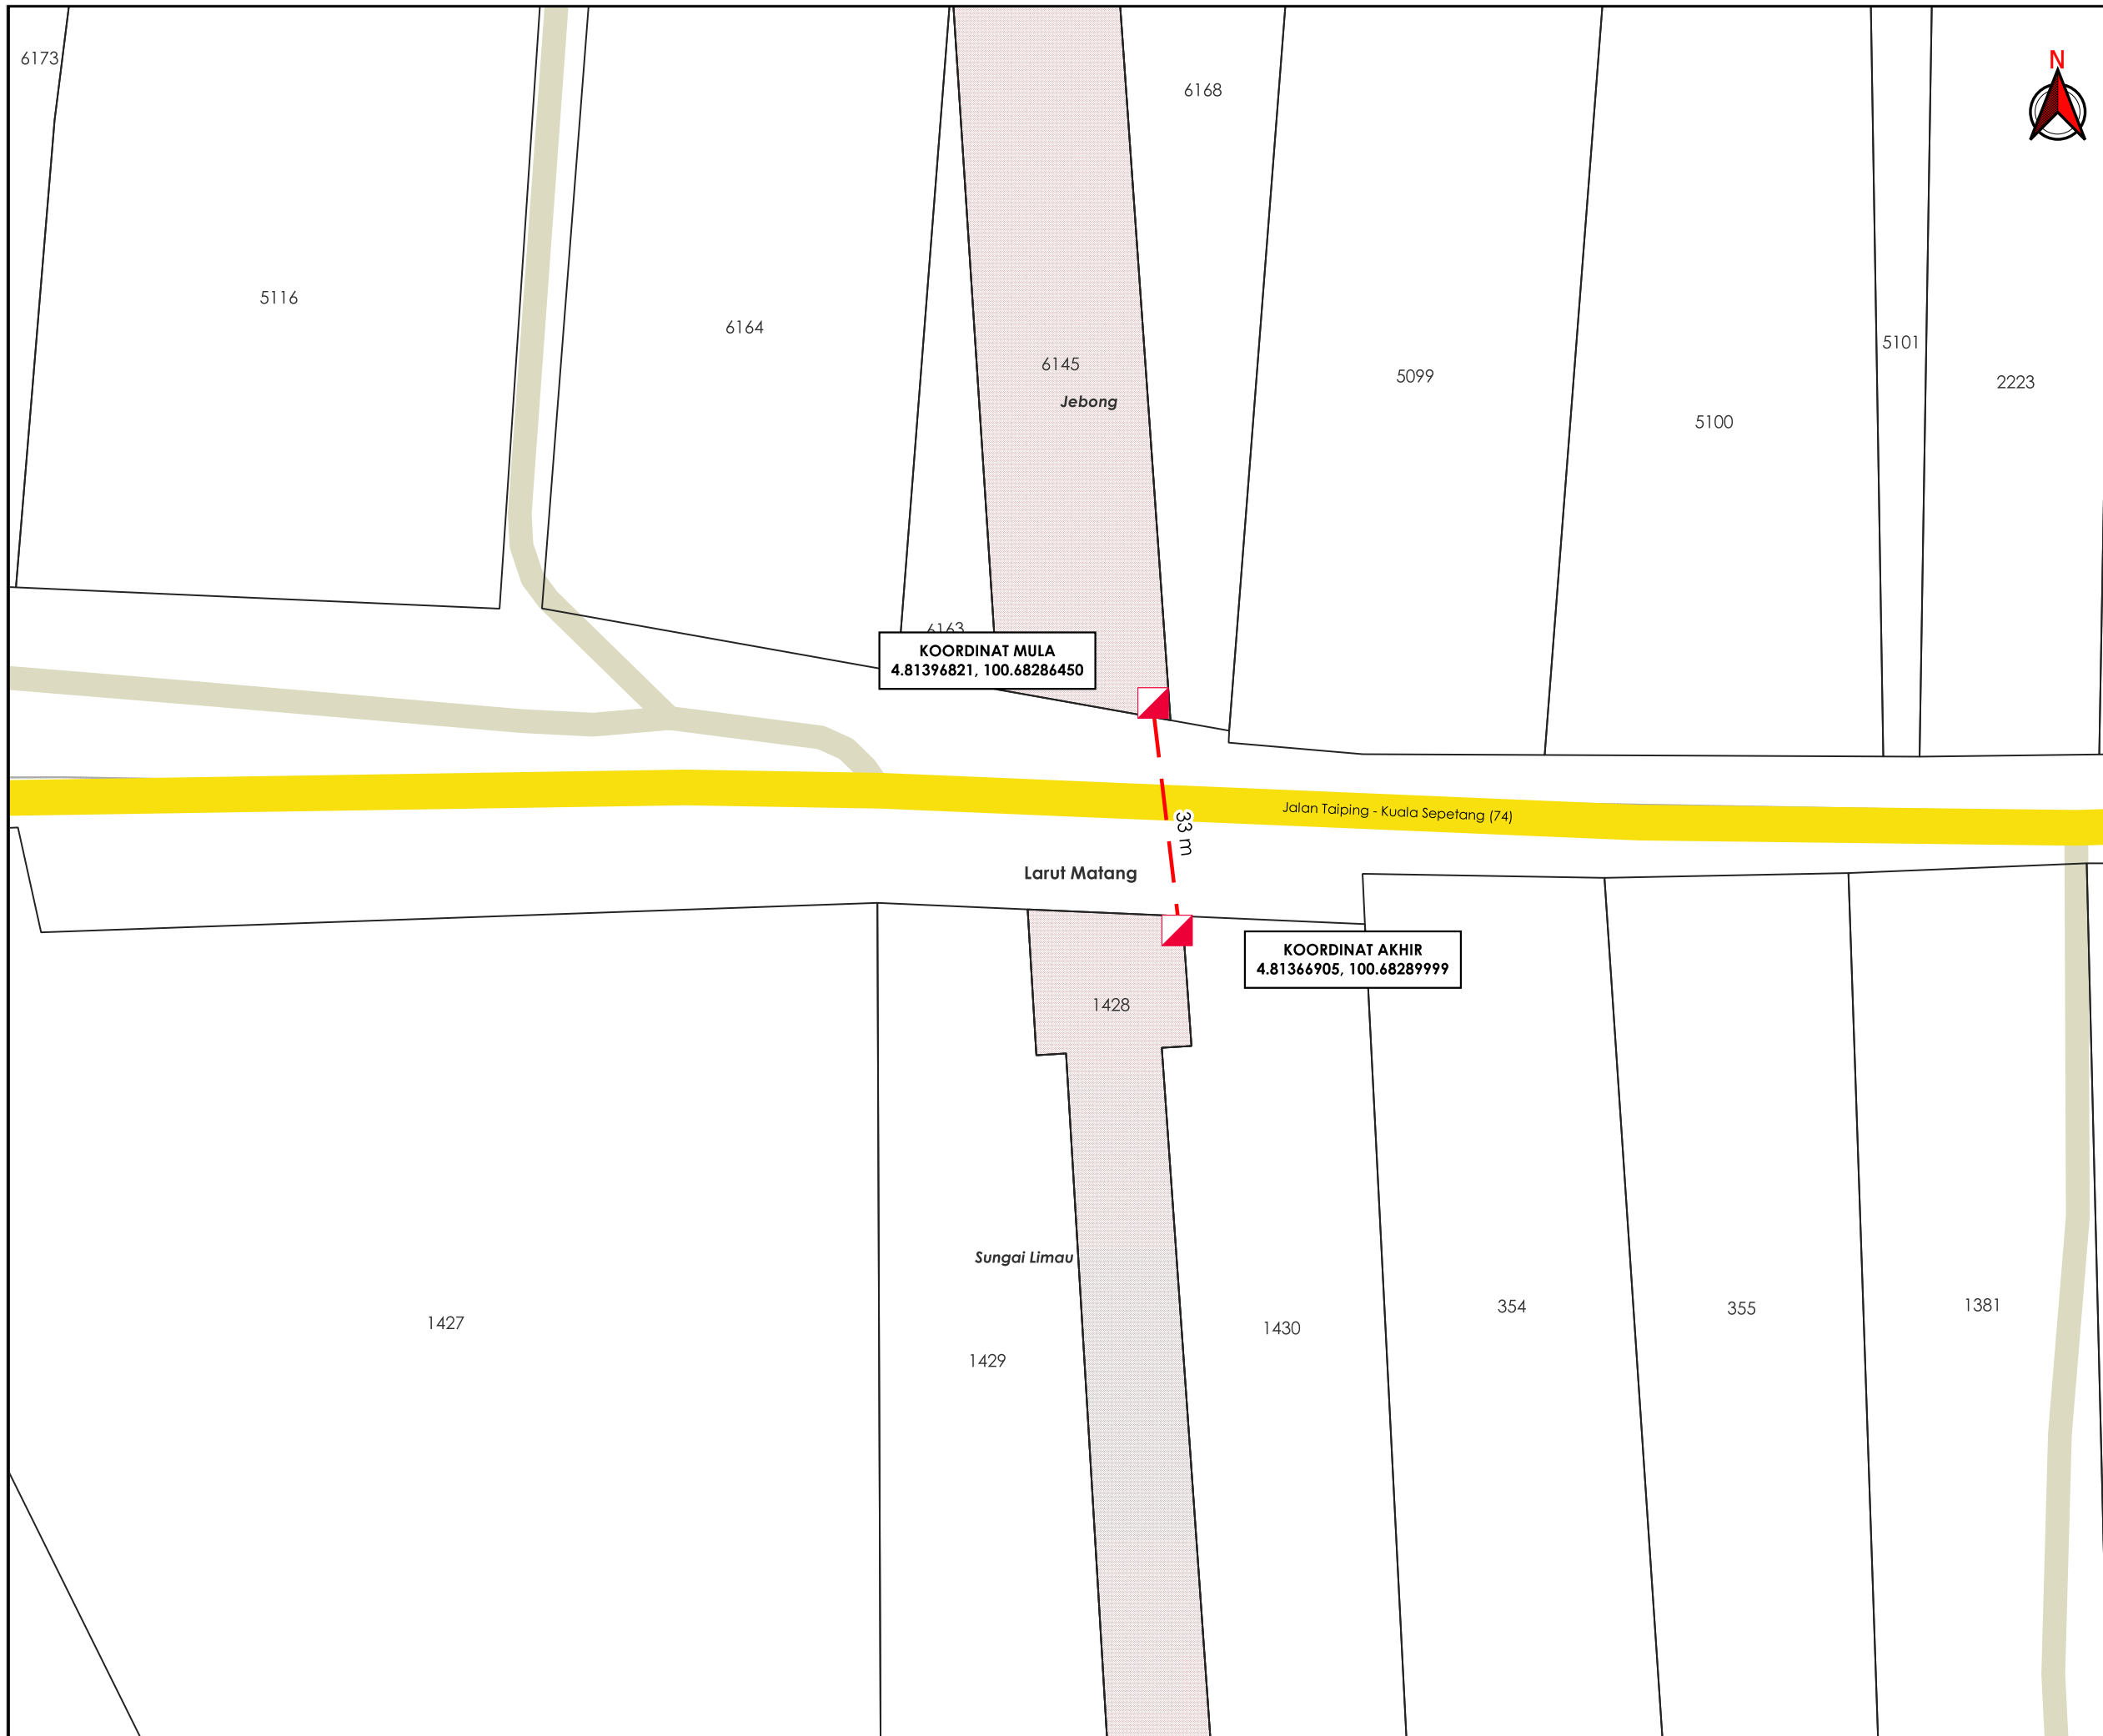 6173
N
6168
5116
6164
5101
6145
5099
2223
Jebong
5100
6163
KOORDINAT MULA
4.81396821, 100.68286450
Jalan Taiping - Kuala Sepetang (74)
33 m
Larut Matang
KOORDINAT AKHIR
4.81366905, 100.68289999
1428
Sungai Limau
1427
1429
1430
354
355
1381